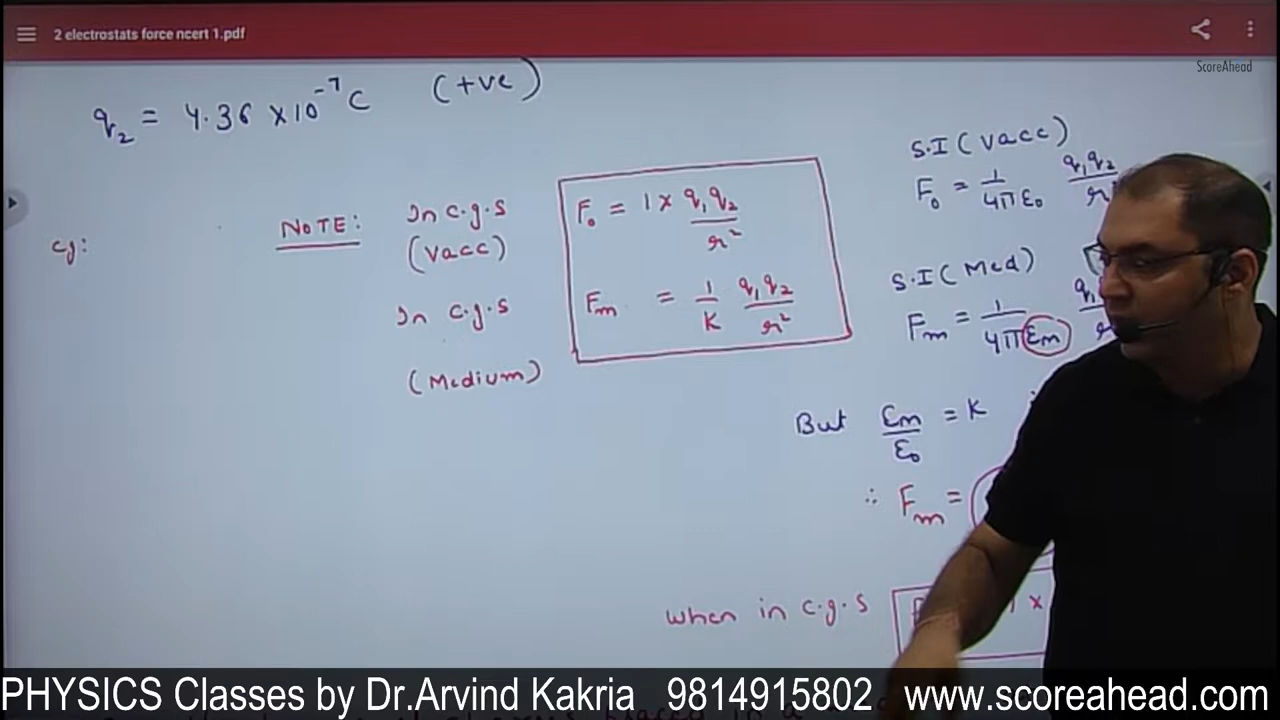 2 electrostats force ncert 1.pdf
ScoreAhead
q₂ = 4.36 × 10⁻⁷ C (+ve)
eg:
NOTE:
In c.g.s
(Vacc)
F₀ = 1 × q₁q₂/r²
In c.g.s
(Medium)
Fm = 1/K q₁q₂/r²
S.I (Vacc)
F₀ = 1/4πε₀ q₁q₂/r²
S.I (Med)
Fm = 1/4πεm
But εm/ε₀ = K
∴ Fm =
When in c.g.s
PHYSICS Classes by Dr.Arvind Kakria 9814915802 www.scoreahead.com